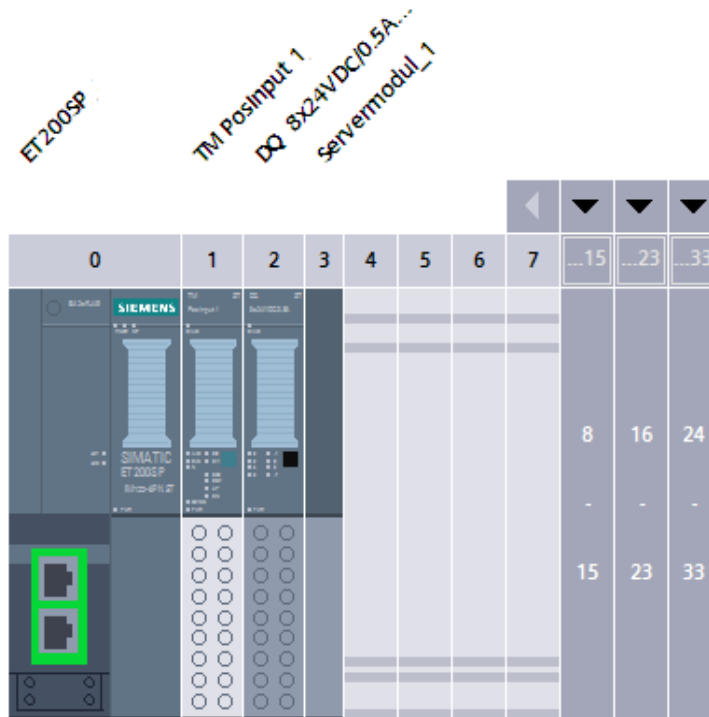 ET200SP
TM PosInput 1
DQ 8x24VDC/0.5A...
Servermodul_1
0 1 2 3 4 5 6 7 ...15 ...23 ...33
SIEMENS
8 16 24
SIMATIC
ET 200SP
- - -
15 23 33